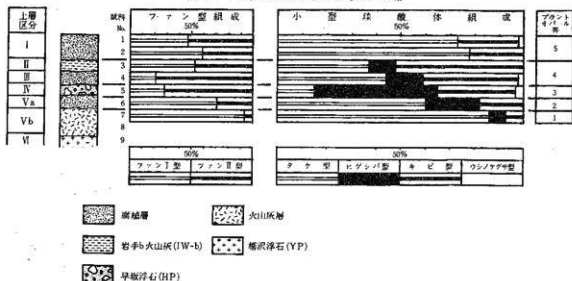 土層区分
試料 No.
ファン型組成
50%
小型珪酸体組成
50%
プラントオパール帯
I
II
III
IV
Va
Vb
VI
1
2
3
4
5
6
7
8
9
5
4
3
2
1
50%
ファンI型 ファンII型
50%
タケ型 ヒゲシバ型 キビ型 ウシノケグサ型
腐植層
火山灰層
岩手b火山灰(IW-b)
柳沢浮石(YP)
早坂浮石(HP)